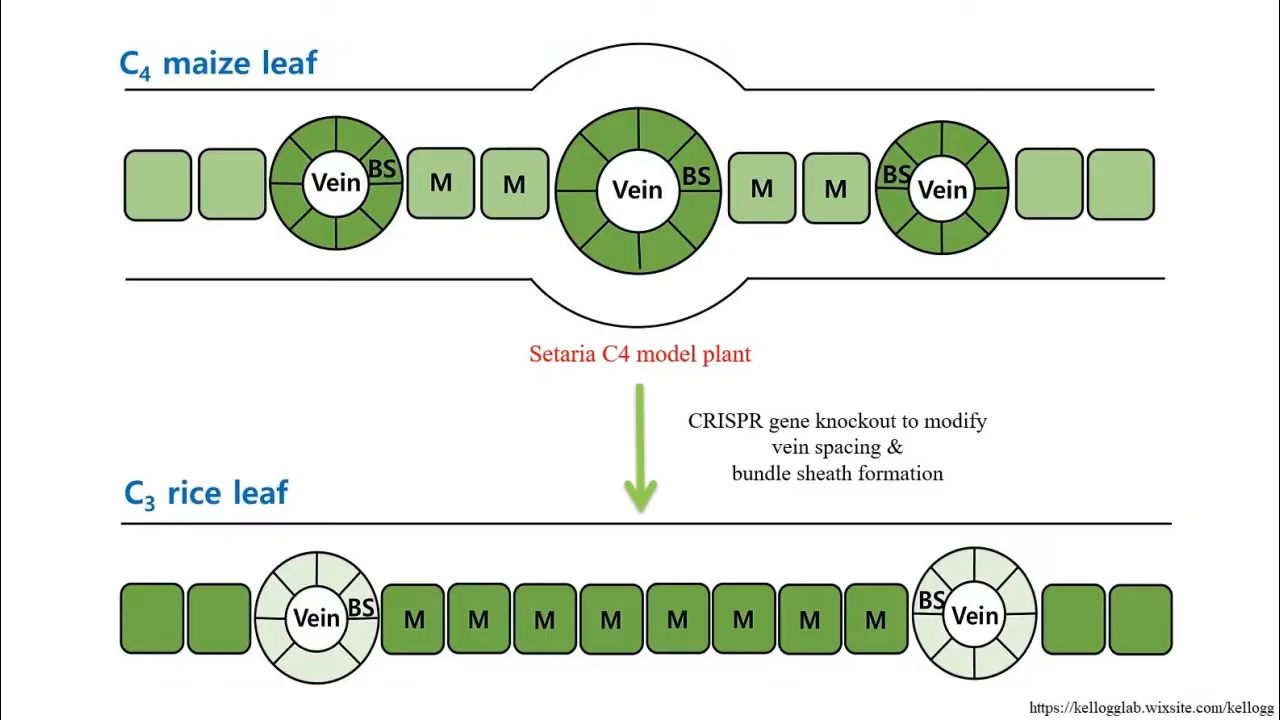 C₄ maize leaf
Vein BS M M Vein BS M M BS Vein
Setaria C4 model plant
CRISPR gene knockout to modify
vein spacing &
bundle sheath formation
C₃ rice leaf
Vein BS M M M M M M M M BS Vein
https://kellogglab.wixsite.com/kellogg